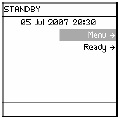 STANDBY
05 Jul 2007 20:30
Menu →
Ready →